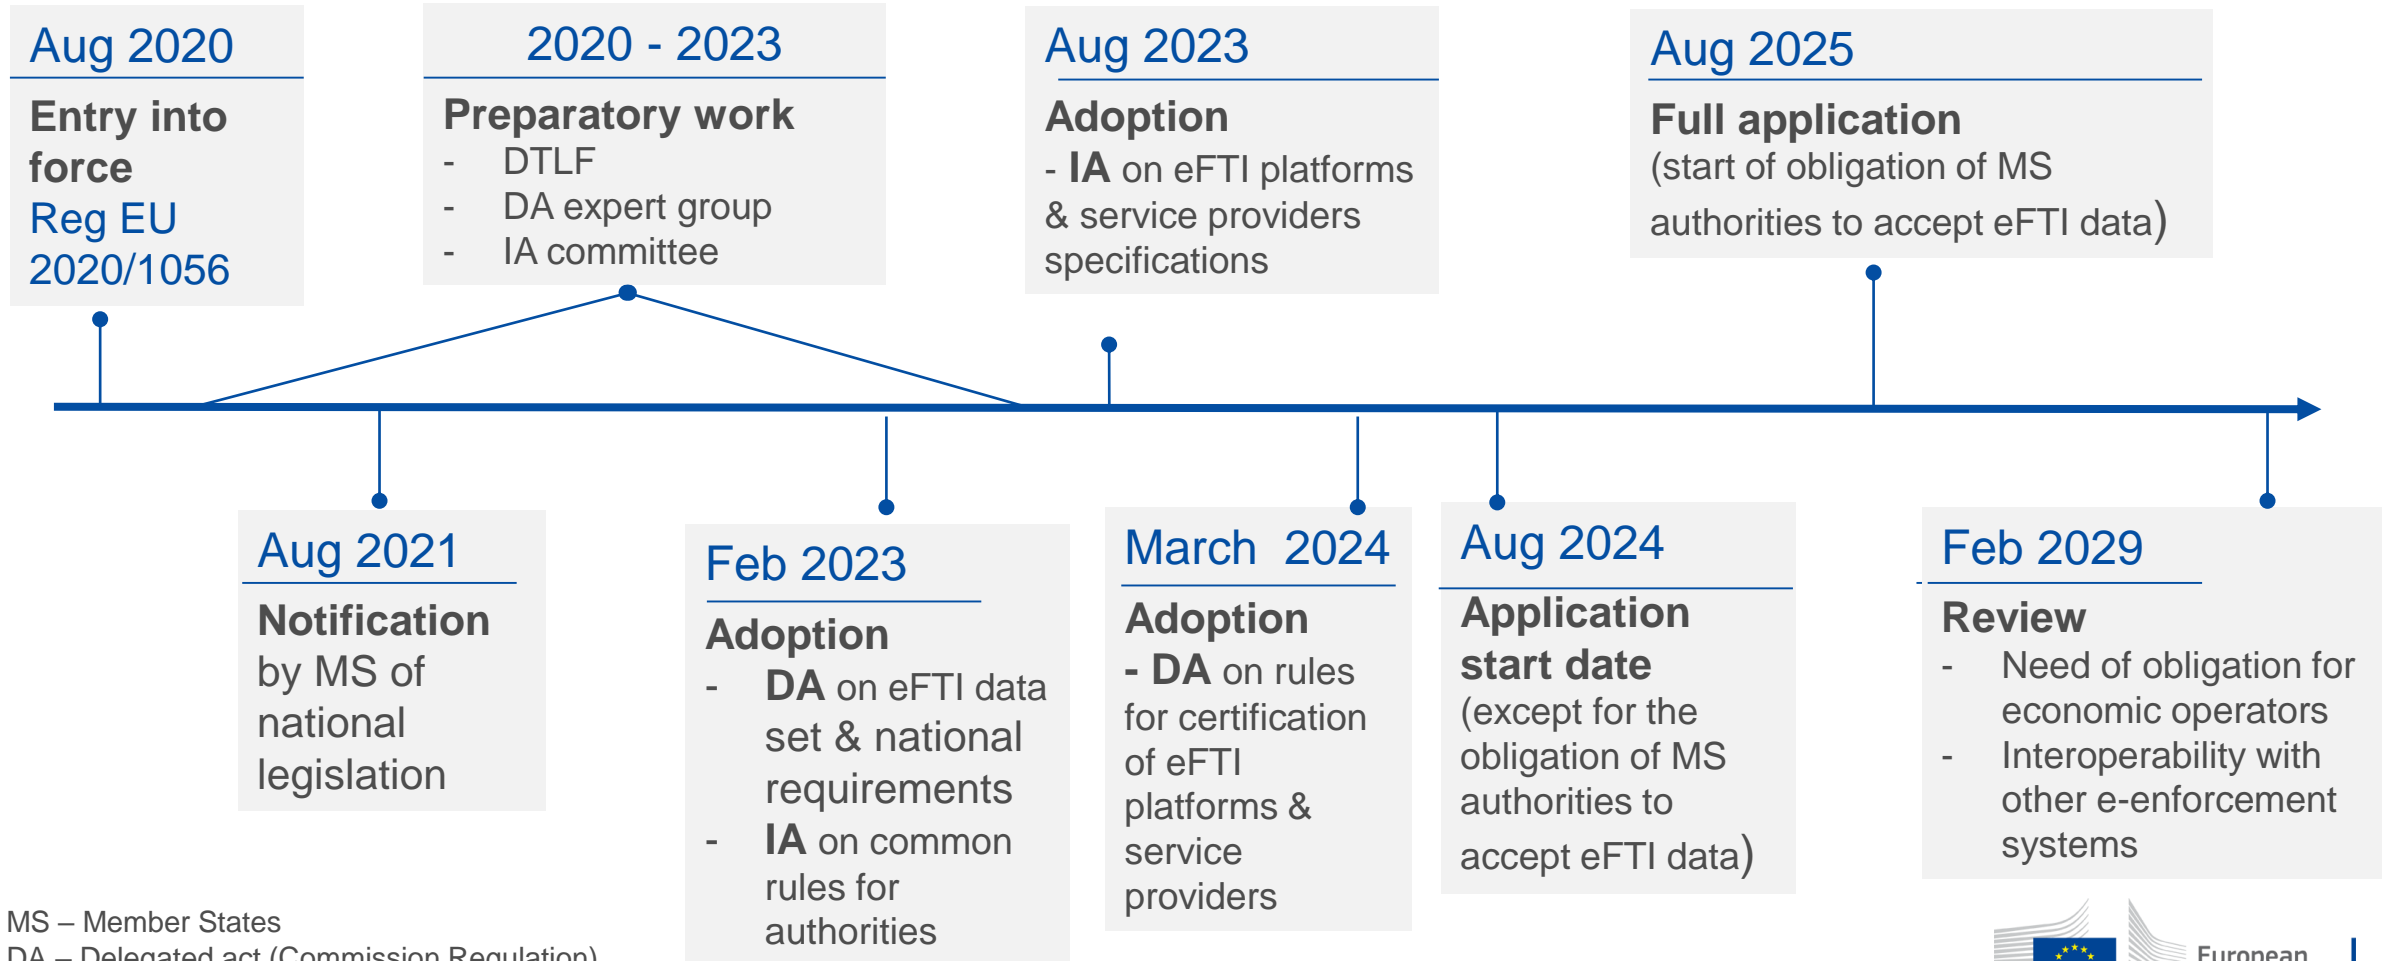 Aug 2020
Entry into
force
Reg EU
2020/1056
2020 - 2023
Preparatory work
- DTLF
- DA expert group
- IA committee
Aug 2023
Adoption
- IA on eFTI platforms
& service providers
specifications
Aug 2025
Full application
(start of obligation of MS
authorities to accept eFTI data)
Aug 2021
Notification
by MS of
national
legislation
Feb 2023
Adoption
- DA on eFTI data
set & national
requirements
- IA on common
rules for
authorities
March 2024
Adoption
- DA on rules
for certification
of eFTI
platforms &
service
providers
Aug 2024
Application
start date
(except for the
obligation of MS
authorities to
accept eFTI data)
Feb 2029
Review
- Need of obligation for
economic operators
- Interoperability with
other e-enforcement
systems
MS – Member States
DA – Delegated act (Commission Regulation)
European